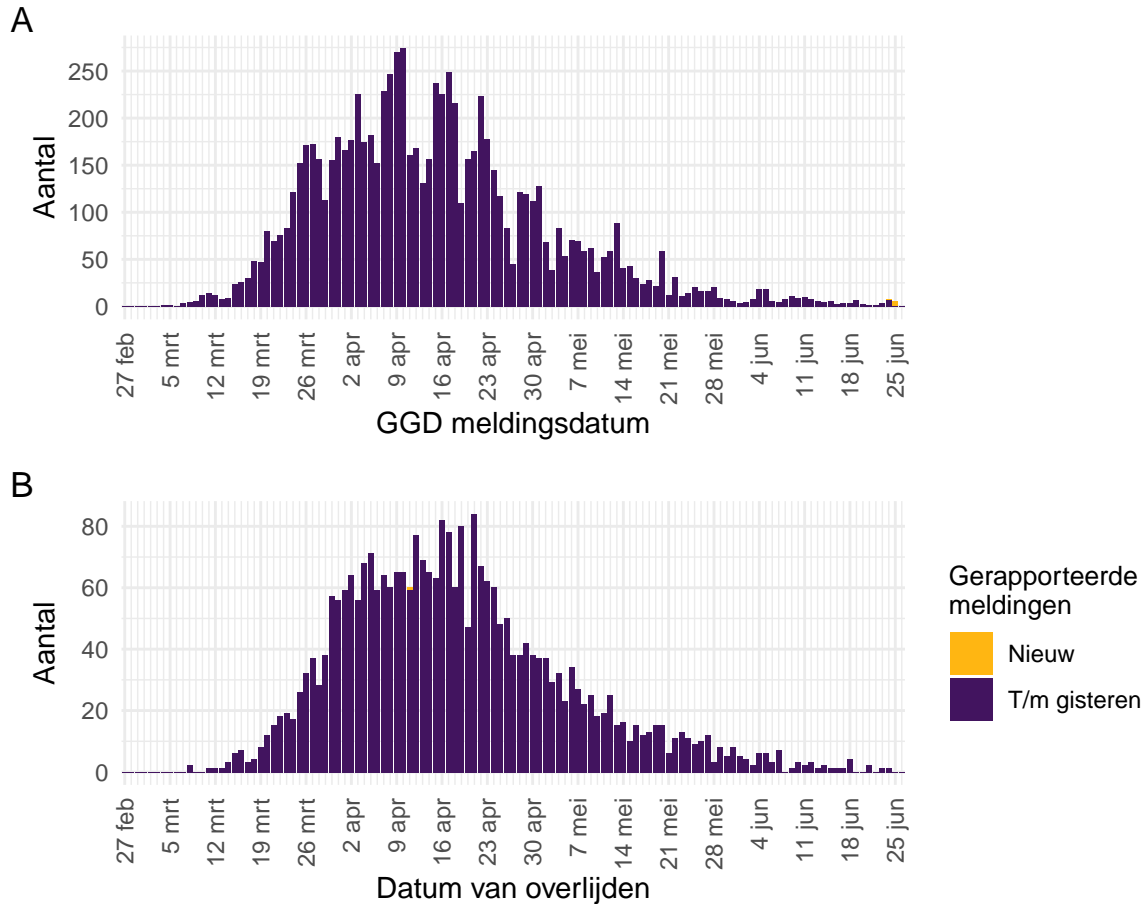 A
Aantal
250
200
150
100
50
0
27 feb
5 mrt
12 mrt
19 mrt
26 mrt
2 apr
9 apr
16 apr
23 apr
30 apr
7 mei
14 mei
21 mei
28 mei
4 jun
11 jun
18 jun
25 jun
GGD meldingsdatum
B
Aantal
80
60
40
20
0
27 feb
5 mrt
12 mrt
19 mrt
26 mrt
2 apr
9 apr
16 apr
23 apr
30 apr
7 mei
14 mei
21 mei
28 mei
4 jun
11 jun
18 jun
25 jun
Datum van overlijden
Gerapporteerde
meldingen
Nieuw
T/m gisteren